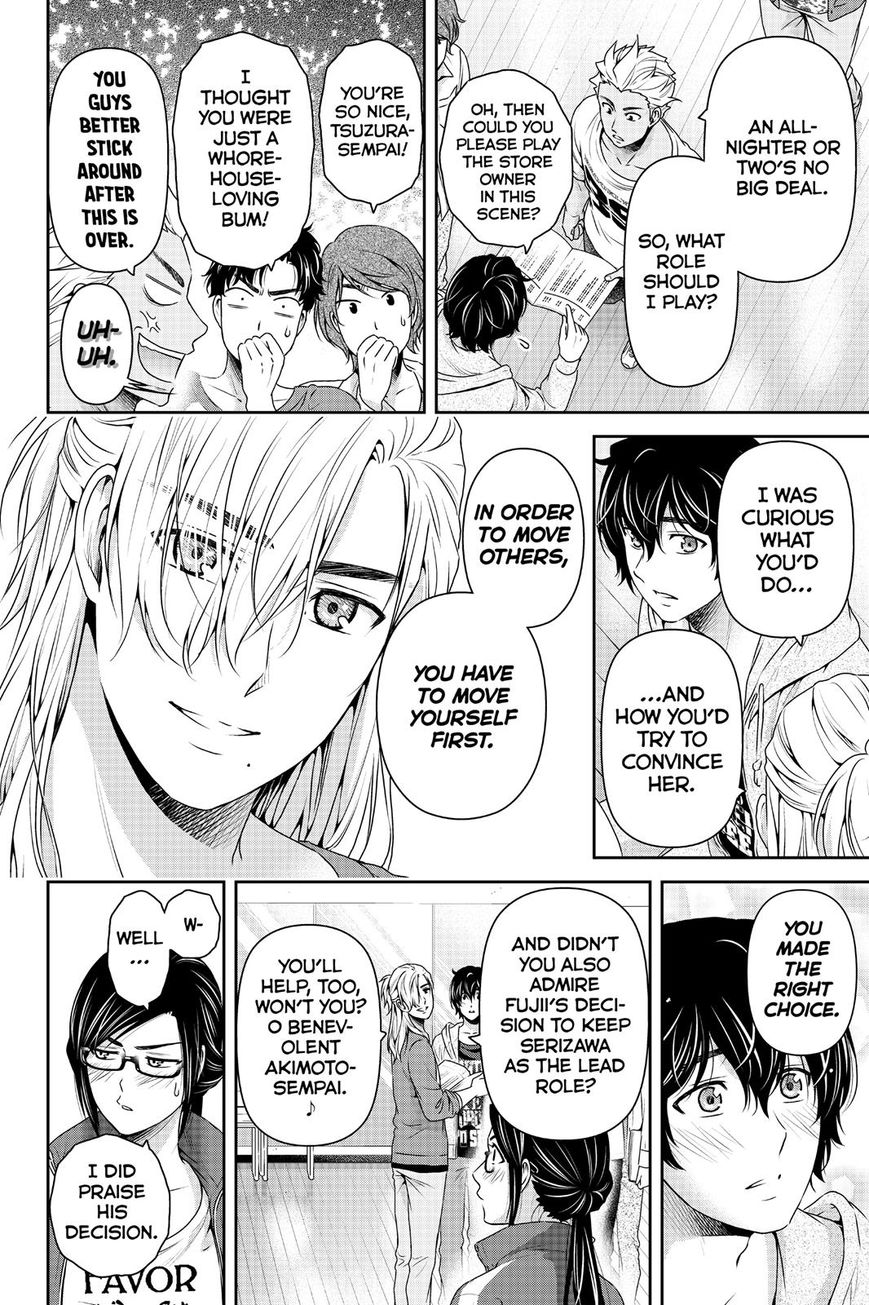 AN ALL-
NIGHTER OR
TWO'S NO
BIG DEAL.
SO, WHAT
ROLE
SHOULD
I PLAY?
OH, THEN
COULD YOU
PLEASE PLAY
THE STORE
OWNER
IN THIS
SCENE?
YOU'RE
SO NICE,
TSUZURA-
SEMPAI!
I
THOUGHT
YOU WERE
JUST A
WHORE-
HOUSE-
LOVING
BUM!
YOU
GUYS
BETTER
STICK
AROUND
AFTER
THIS IS
OVER.
UH-
UH.
I WAS
CURIOUS
WHAT
YOU'D
DO...
...AND
HOW YOU'D
TRY TO
CONVINCE
HER.
IN ORDER
TO MOVE
OTHERS,
YOU HAVE
TO MOVE
YOURSELF
FIRST.
YOU
MADE
THE
RIGHT
CHOICE.
AND DIDN'T
YOU ALSO
ADMIRE
FUJII'S DECI-
SION TO KEEP
SERIZAWA
AS THE LEAD
ROLE?
YOU'LL
HELP, TOO,
WON'T YOU?
O BENEV-
OLENT
AKIMOTO-
SEMPAI.
♪
W-
WELL
...
I DID
PRAISE
HIS
DECISION.
FAVOR